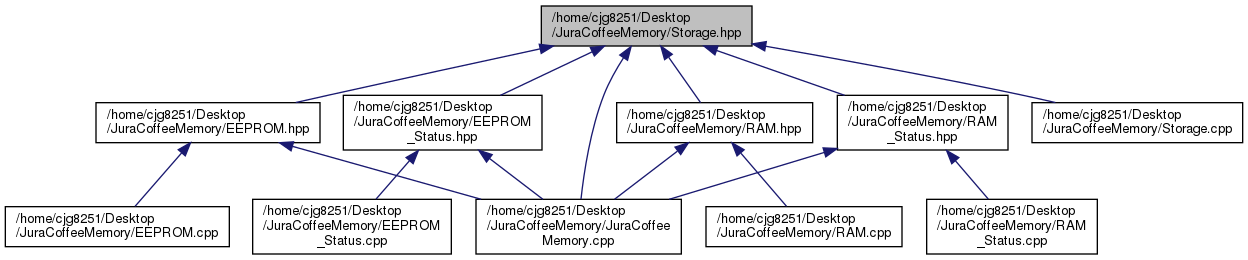 /home/cjg8251/Desktop
/JuraCoffeeMemory/Storage.hpp
/home/cjg8251/Desktop
/JuraCoffeeMemory/EEPROM.hpp
/home/cjg8251/Desktop
/JuraCoffeeMemory/EEPROM
_Status.hpp
/home/cjg8251/Desktop
/JuraCoffeeMemory/RAM.hpp
/home/cjg8251/Desktop
/JuraCoffeeMemory/RAM
_Status.hpp
/home/cjg8251/Desktop
/JuraCoffeeMemory/Storage.cpp
/home/cjg8251/Desktop
/JuraCoffeeMemory/EEPROM.cpp
/home/cjg8251/Desktop
/JuraCoffeeMemory/EEPROM
_Status.cpp
/home/cjg8251/Desktop
/JuraCoffeeMemory/JuraCoffee
Memory.cpp
/home/cjg8251/Desktop
/JuraCoffeeMemory/RAM.cpp
/home/cjg8251/Desktop
/JuraCoffeeMemory/RAM
_Status.cpp